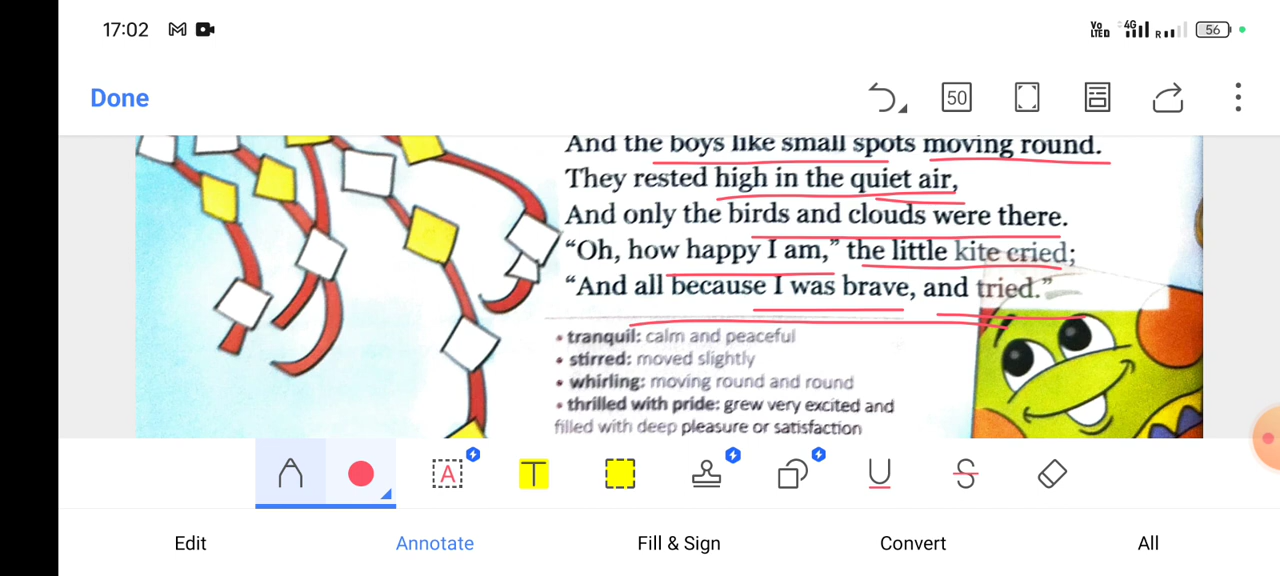 17:02
Vo LTED 4G R 56
Done
50
And the boys like small spots moving round.
They rested high in the quiet air,
And only the birds and clouds were there.
“Oh, how happy I am,” the little kite cried;
“And all because I was brave, and tried.”
• tranquil: calm and peaceful
• stirred: moved slightly
• whirling: moving round and round
• thrilled with pride: grew very excited and
filled with deep pleasure or satisfaction
A T U S
Edit Annotate Fill & Sign Convert All